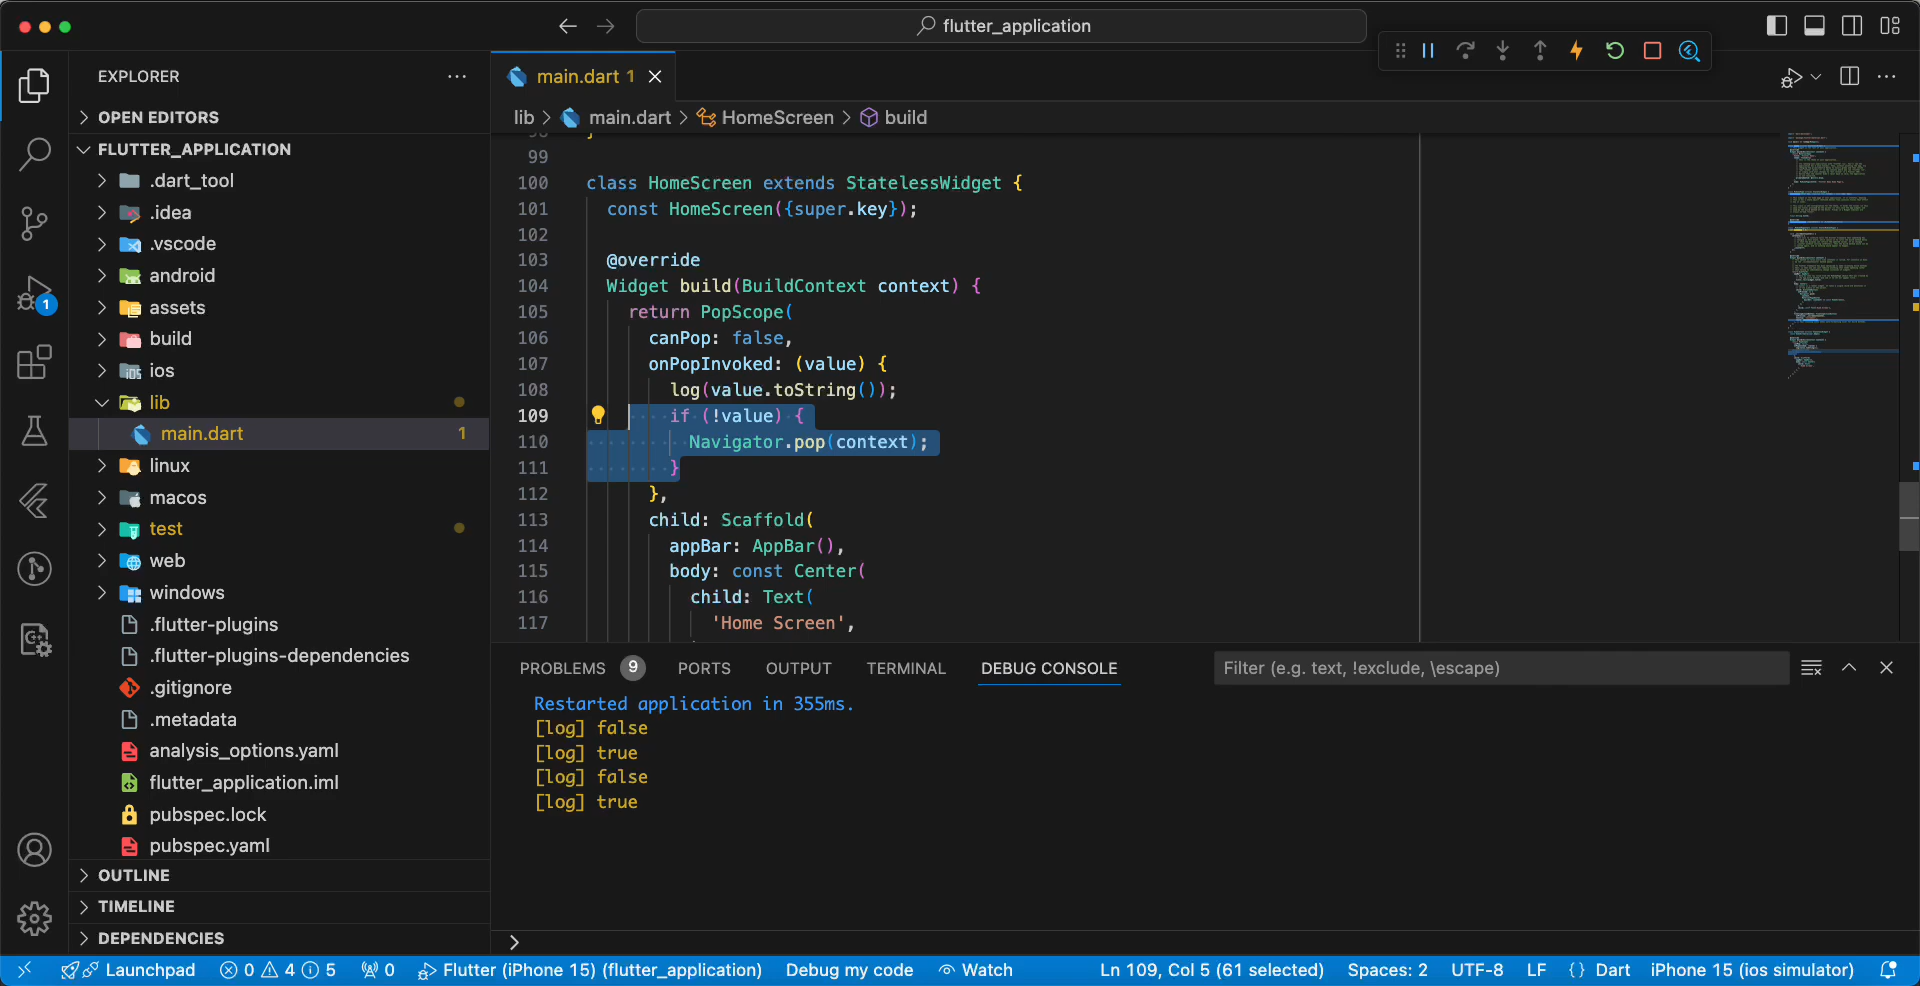 flutter_application
EXPLORER
OPEN EDITORS
FLUTTER_APPLICATION
.dart_tool
.idea
.vscode
android
assets
build
ios
lib
main.dart 1
linux
macos
test
web
windows
.flutter-plugins
.flutter-plugins-dependencies
.gitignore
.metadata
analysis_options.yaml
flutter_application.iml
pubspec.lock
pubspec.yaml
OUTLINE
TIMELINE
DEPENDENCIES
1
main.dart 1
lib > main.dart > HomeScreen > build
98 }
99
100 class HomeScreen extends StatelessWidget {
101 const HomeScreen({super.key});
102
103 @override
104 Widget build(BuildContext context) {
105 return PopScope(
106 canPop: false,
107 onPopInvoked: (value) {
108 log(value.toString());
109 if (!value) {
110 Navigator.pop(context);
111 }
112 },
113 child: Scaffold(
114 appBar: AppBar(),
115 body: const Center(
116 child: Text(
117 'Home Screen',
PROBLEMS 9 PORTS OUTPUT TERMINAL DEBUG CONSOLE Filter (e.g. text, !exclude, \escape)
Restarted application in 355ms.
[log] false
[log] true
[log] false
[log] true
>
Launchpad 0 4 5 0 Flutter (iPhone 15) (flutter_application) Debug my code Watch Ln 109, Col 5 (61 selected) Spaces: 2 UTF-8 LF {} Dart iPhone 15 (ios simulator)